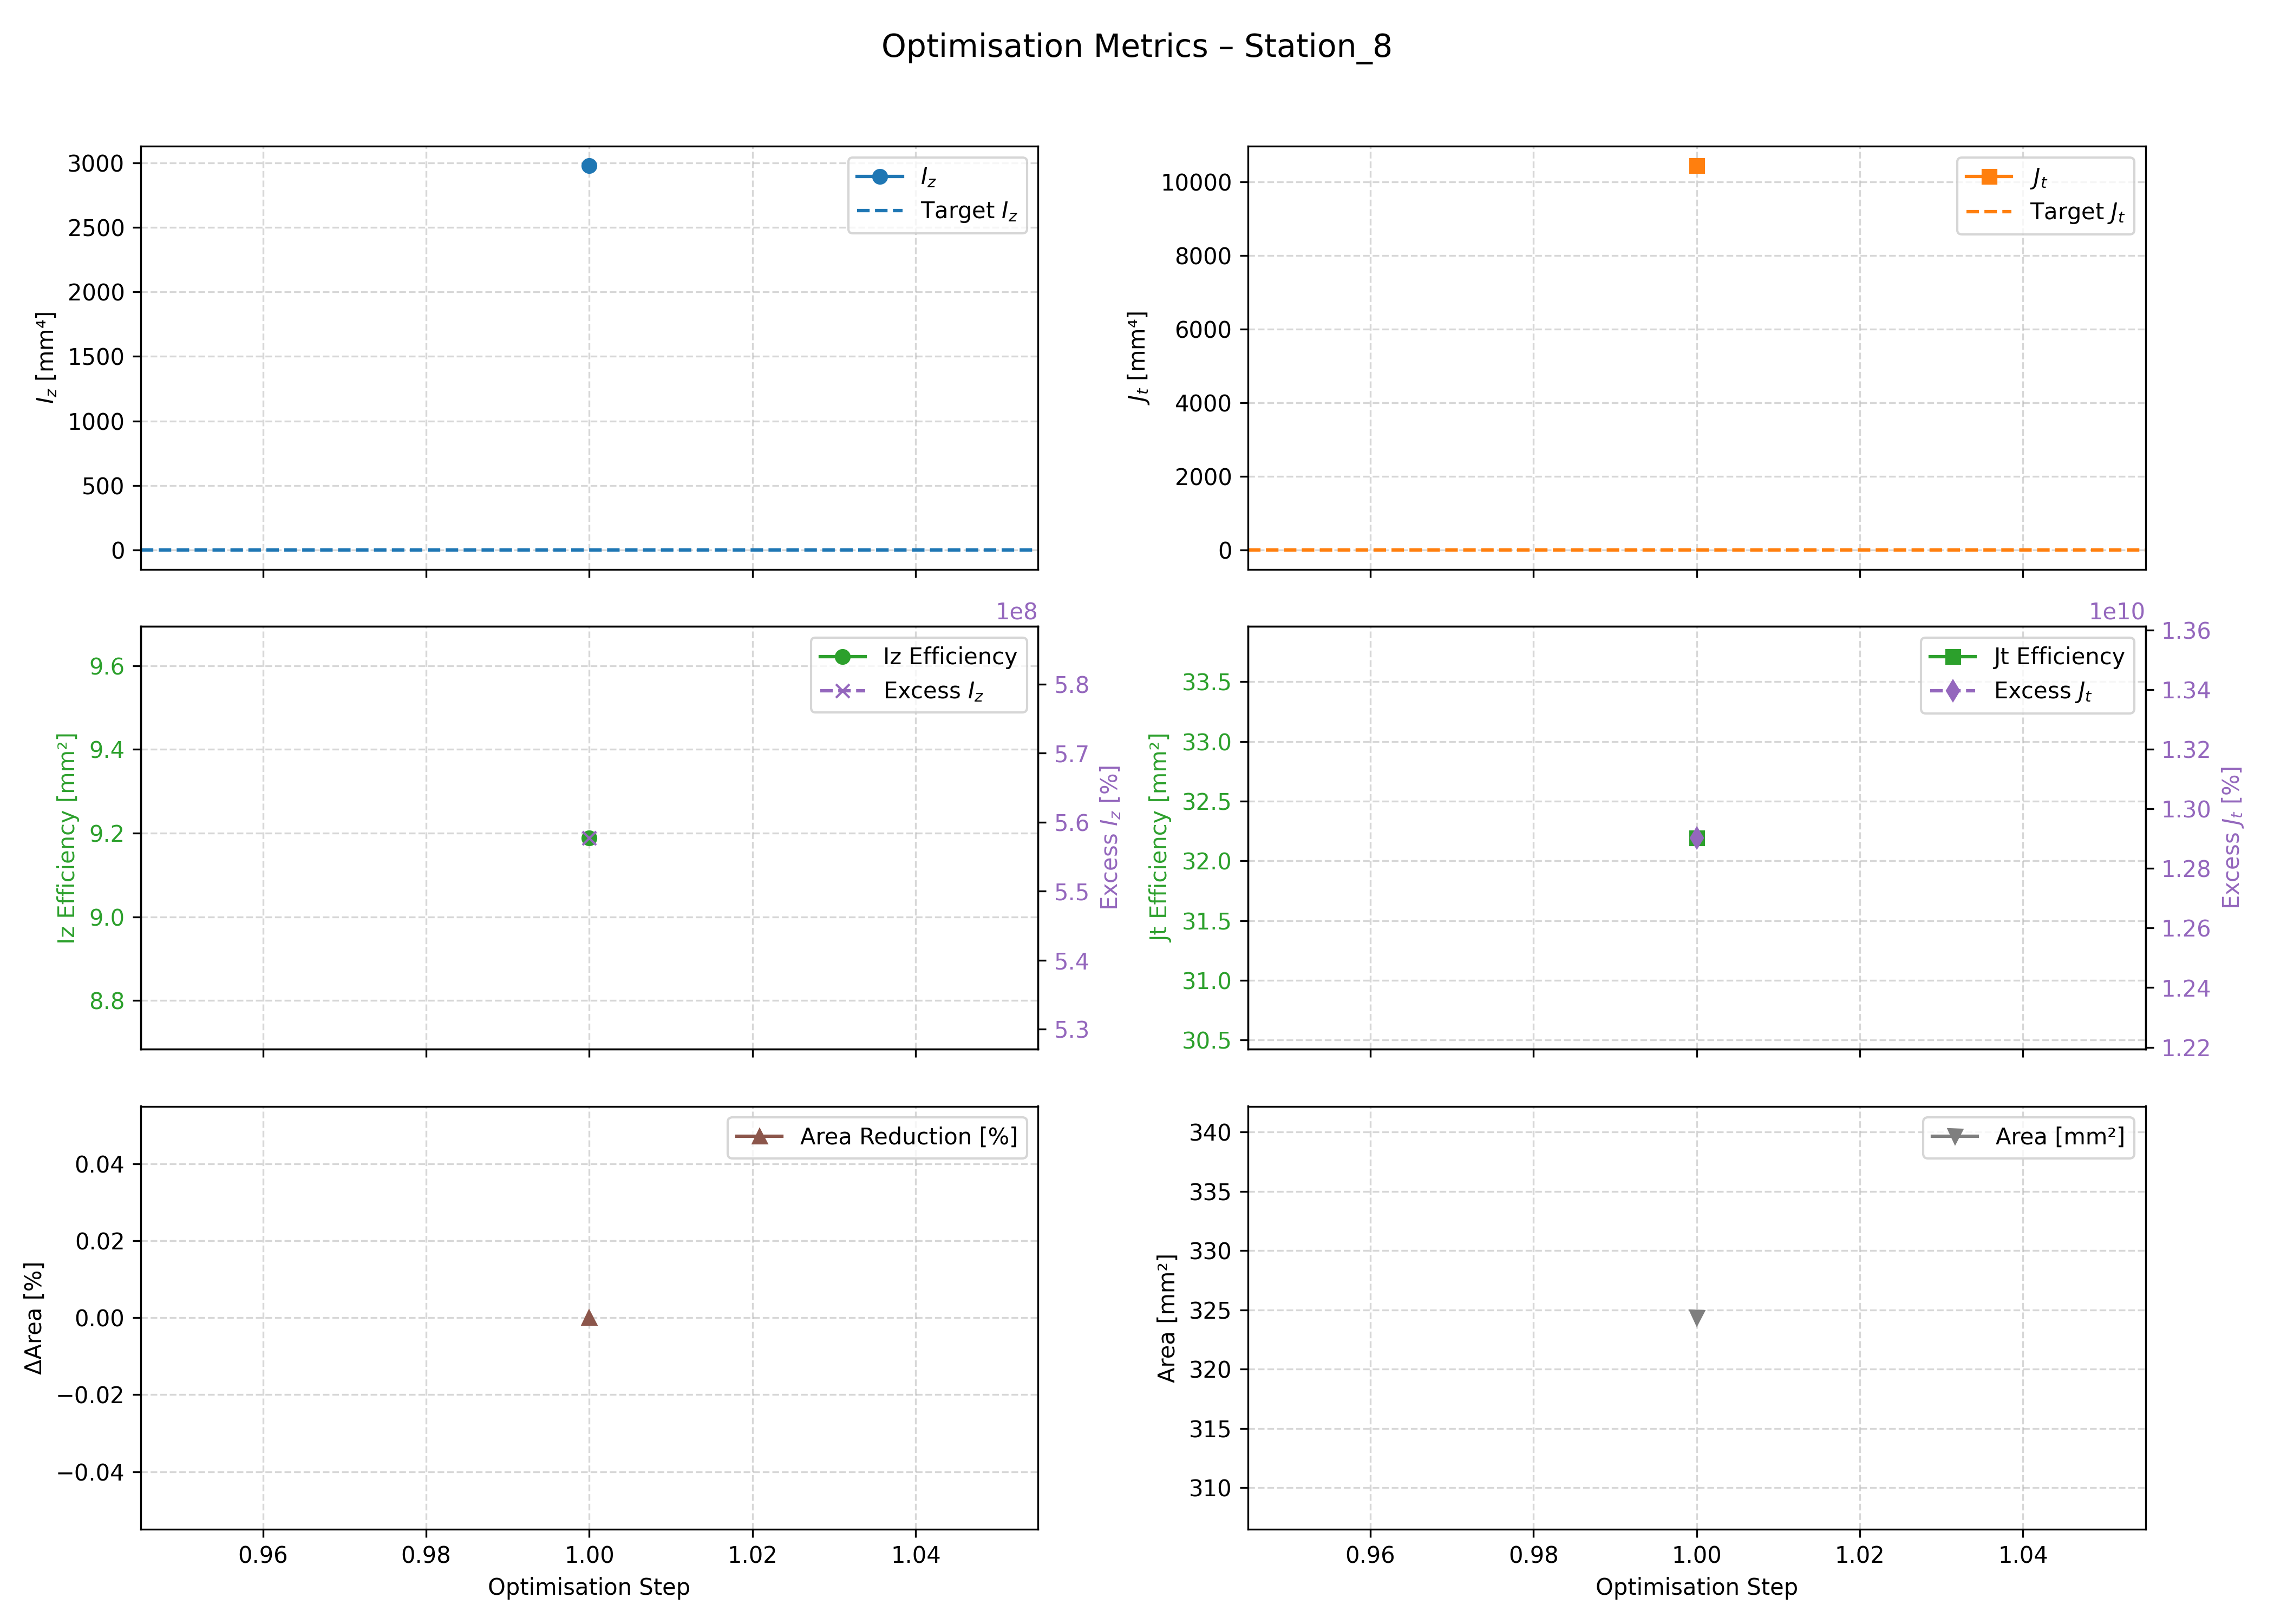 Optimisation Metrics – Station_8
3000
2500
2000
1500
1000
500
0
I_z [mm⁴]
I_z
Target I_z
10000
8000
6000
4000
2000
0
J_t [mm⁴]
J_t
Target J_t
1e8
9.6
9.4
9.2
9.0
8.8
Iz Efficiency [mm²]
Iz Efficiency
Excess I_z
5.8
5.7
5.6
5.5
5.4
5.3
Excess I_z [%]
1e10
33.5
33.0
32.5
32.0
31.5
31.0
30.5
Jt Efficiency [mm²]
Jt Efficiency
Excess J_t
1.36
1.34
1.32
1.30
1.28
1.26
1.24
1.22
Excess J_t [%]
0.04
0.02
0.00
−0.02
−0.04
ΔArea [%]
Area Reduction [%]
0.96 0.98 1.00 1.02 1.04
Optimisation Step
340
335
330
325
320
315
310
Area [mm²]
Area [mm²]
0.96 0.98 1.00 1.02 1.04
Optimisation Step